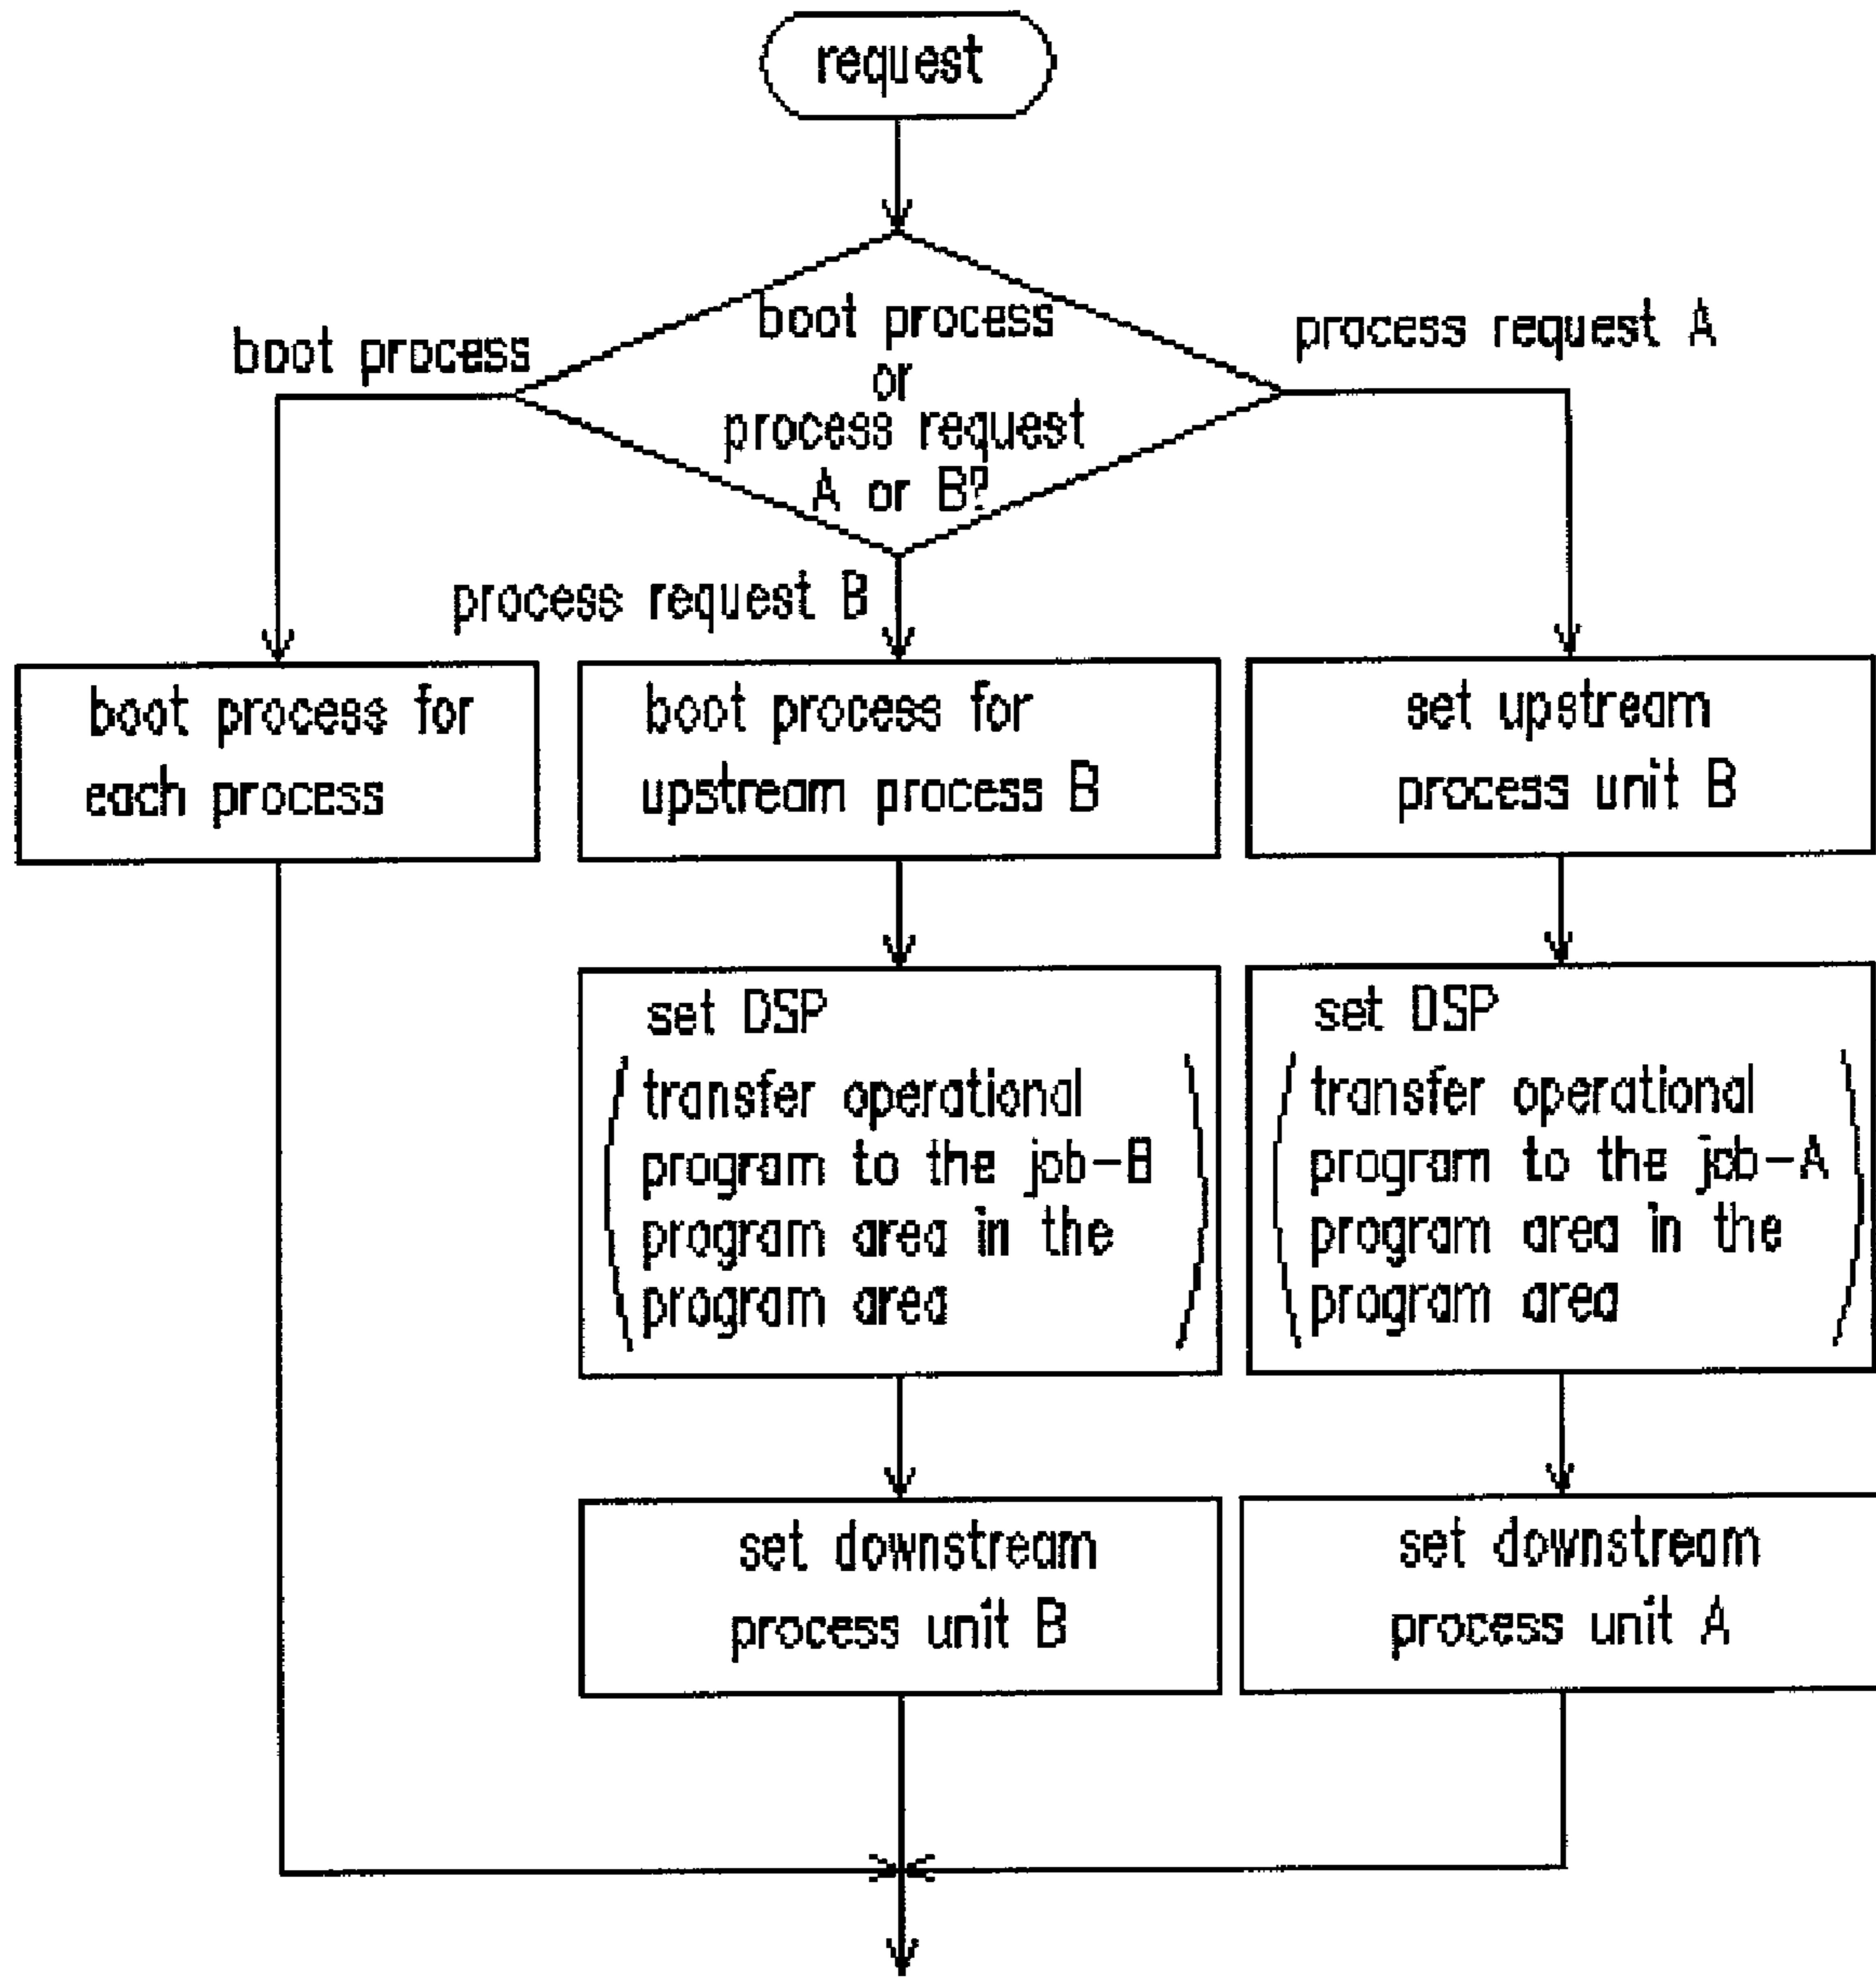 request
boot process
or
process request
A or B?
boot process
process request A
process request B
boot process for
each process
boot process for
upstream process B
set upstream
process unit B
set DSP
transfer operational
program to the job-B
program area in the
program area
set DSP
transfer operational
program to the job-A
program area in the
program area
set downstream
process unit B
set downstream
process unit A